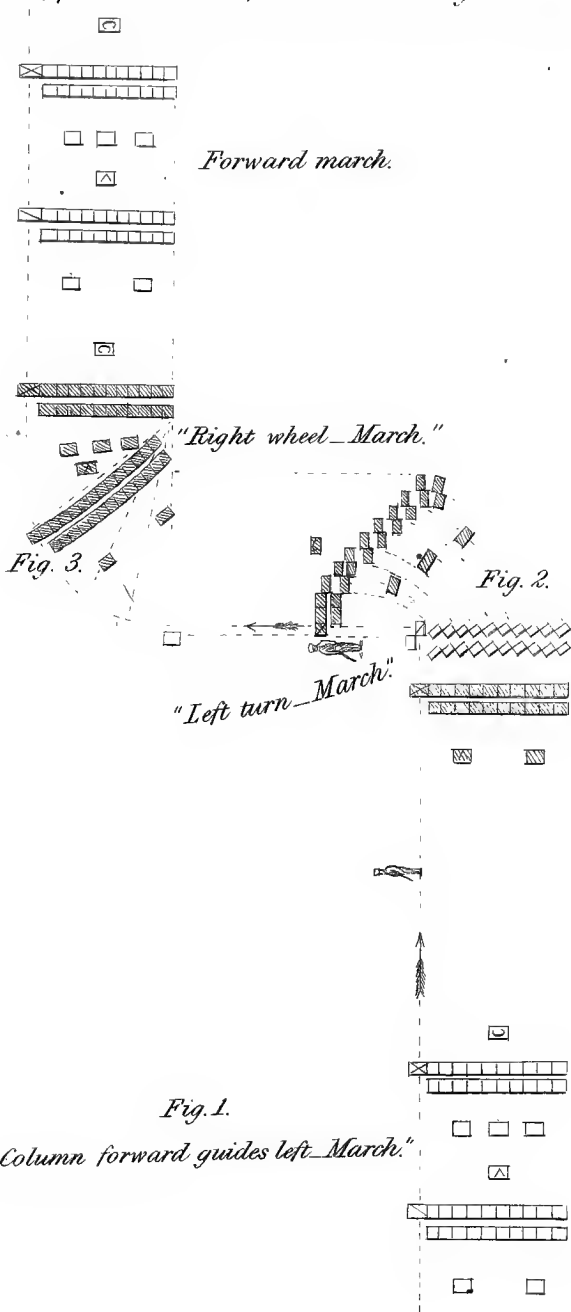 Forward march.
"Right wheel_March."
Fig. 3.
Fig. 2.
"Left turn_March".
Fig. 1.
Column forward guides left_March."